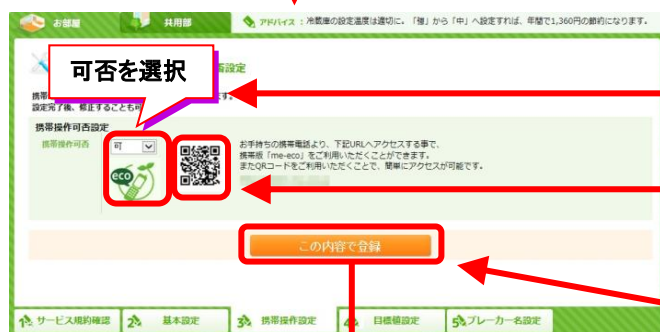 お部屋
共用部
アドバイス：冷蔵庫の設定温度は適切に。「強」から「中」へ設定すれば、年間で1,360円の節約になります。
可否を選択
否設定
携帯
す。
設定完了後、修正することも可
携帯操作可否設定
携帯操作可否
可
eco
お手持ちの携帯電話より、下記URLへアクセスする事で、
携帯版「me-eco」をご利用いただくことができます。
またQRコードをご利用いただくことで、簡単にアクセスが可能です。
この内容で登録
1 サービス規約確認
2 基本設定
3 携帯操作設定
4 目標値設定
5 ブレーカー名設定